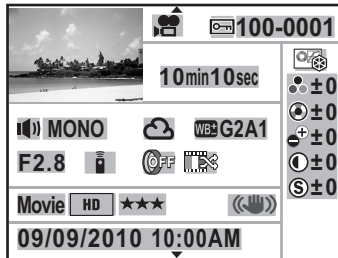 100-0001
10min10sec
±0
±0
±0
±0
±0
MONO WB± G2A1
F2.8 OFF
Movie HD ★★★
09/09/2010 10:00AM